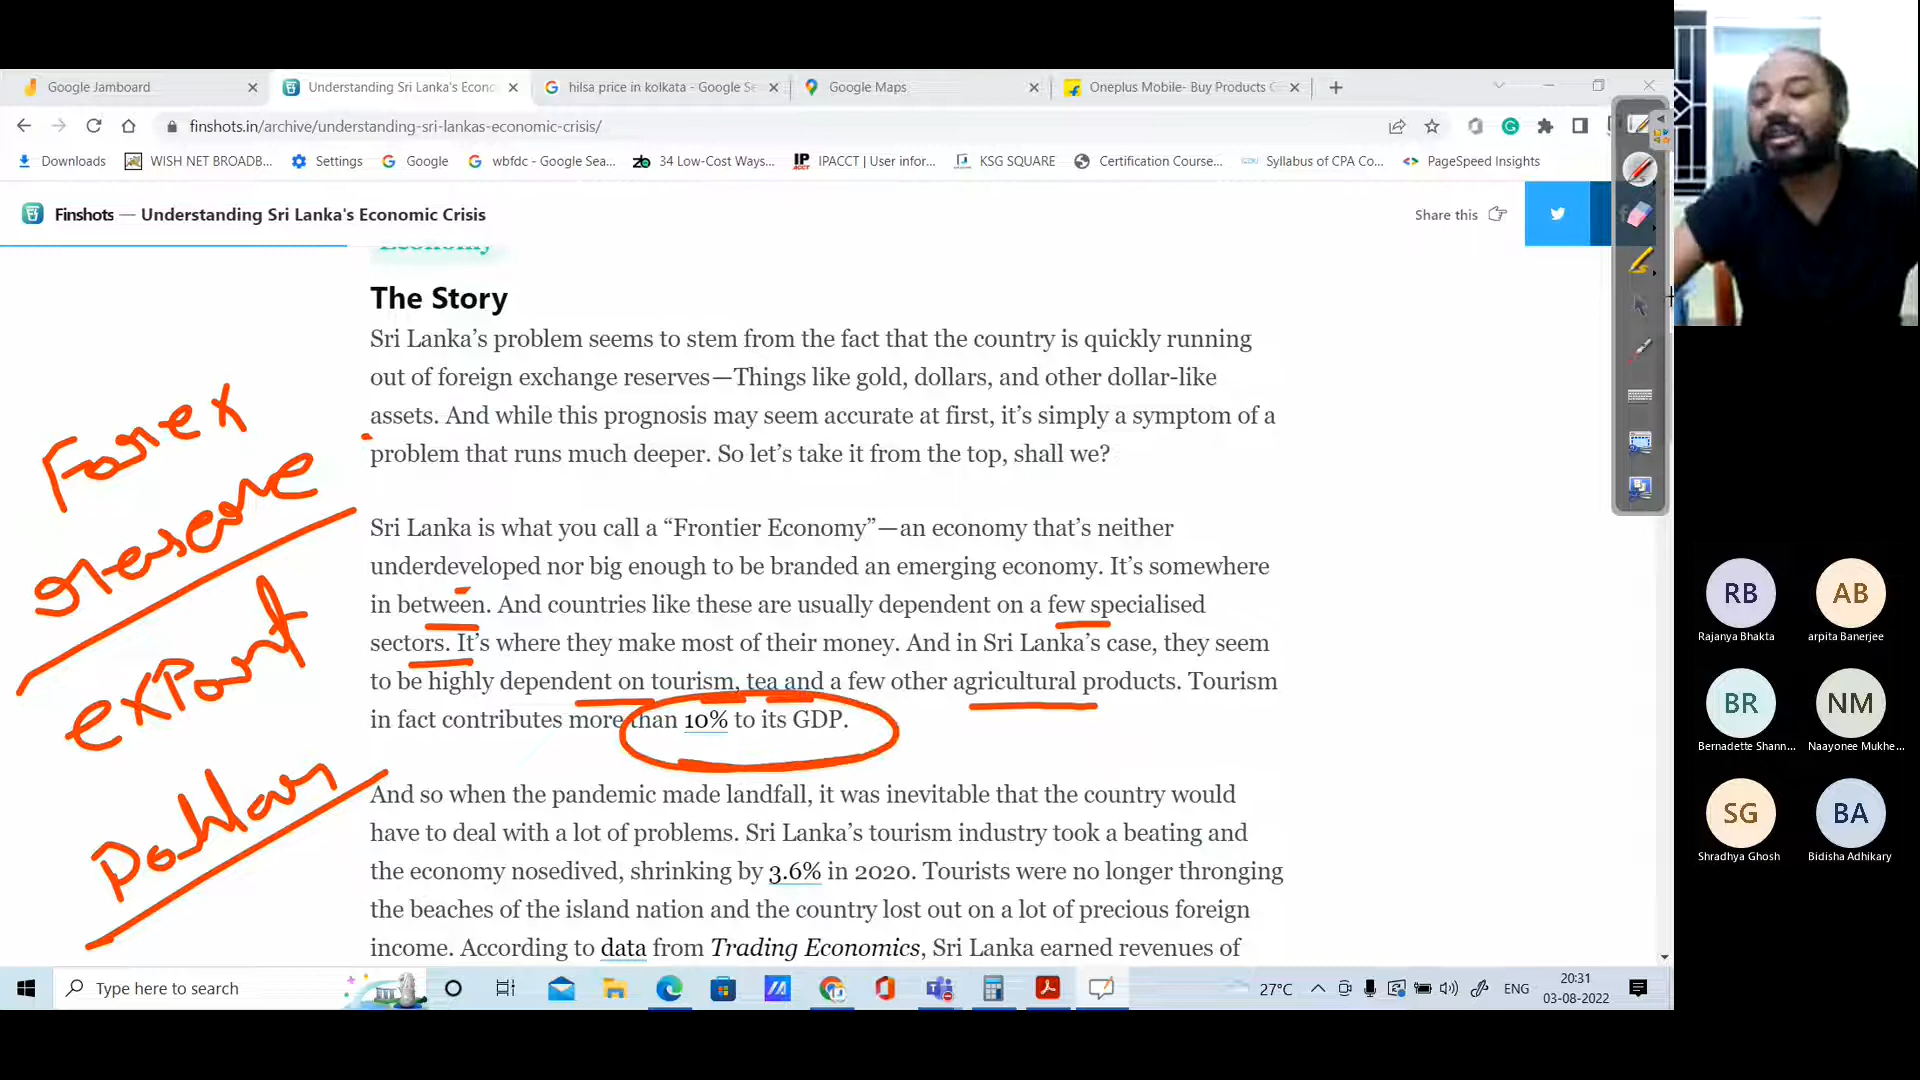 Google Jamboard
Understanding Sri Lanka's Econo
hilsa price in kolkata - Google Se
Google Maps
Oneplus Mobile- Buy Products C
finshots.in/archive/understanding-sri-lankas-economic-crisis/
Downloads
WISH NET BROADB...
Settings
Google
wbfdc - Google Sea...
34 Low-Cost Ways...
IPACCT | User infor...
KSG SQUARE
Certification Course...
Syllabus of CPA Co...
PageSpeed Insights
Finshots — Understanding Sri Lanka's Economic Crisis
Share this
Economy
The Story
Sri Lanka’s problem seems to stem from the fact that the country is quickly running
out of foreign exchange reserves—Things like gold, dollars, and other dollar-like
assets. And while this prognosis may seem accurate at first, it’s simply a symptom of a
problem that runs much deeper. So let’s take it from the top, shall we?
Sri Lanka is what you call a “Frontier Economy”—an economy that’s neither
underdeveloped nor big enough to be branded an emerging economy. It’s somewhere
in between. And countries like these are usually dependent on a few specialised
sectors. It’s where they make most of their money. And in Sri Lanka’s case, they seem
to be highly dependent on tourism, tea and a few other agricultural products. Tourism
in fact contributes more than 10% to its GDP.
And so when the pandemic made landfall, it was inevitable that the country would
have to deal with a lot of problems. Sri Lanka’s tourism industry took a beating and
the economy nosedived, shrinking by 3.6% in 2020. Tourists were no longer thronging
the beaches of the island nation and the country lost out on a lot of precious foreign
income. According to data from Trading Economics, Sri Lanka earned revenues of
Forex
export
Dollar
RB
Rajanya Bhakta
AB
arpita Banerjee
BR
Bernadette Shann...
NM
Naayonee Mukhe...
SG
Shradhya Ghosh
BA
Bidisha Adhikary
Type here to search
27°C
ENG
20:31
03-08-2022